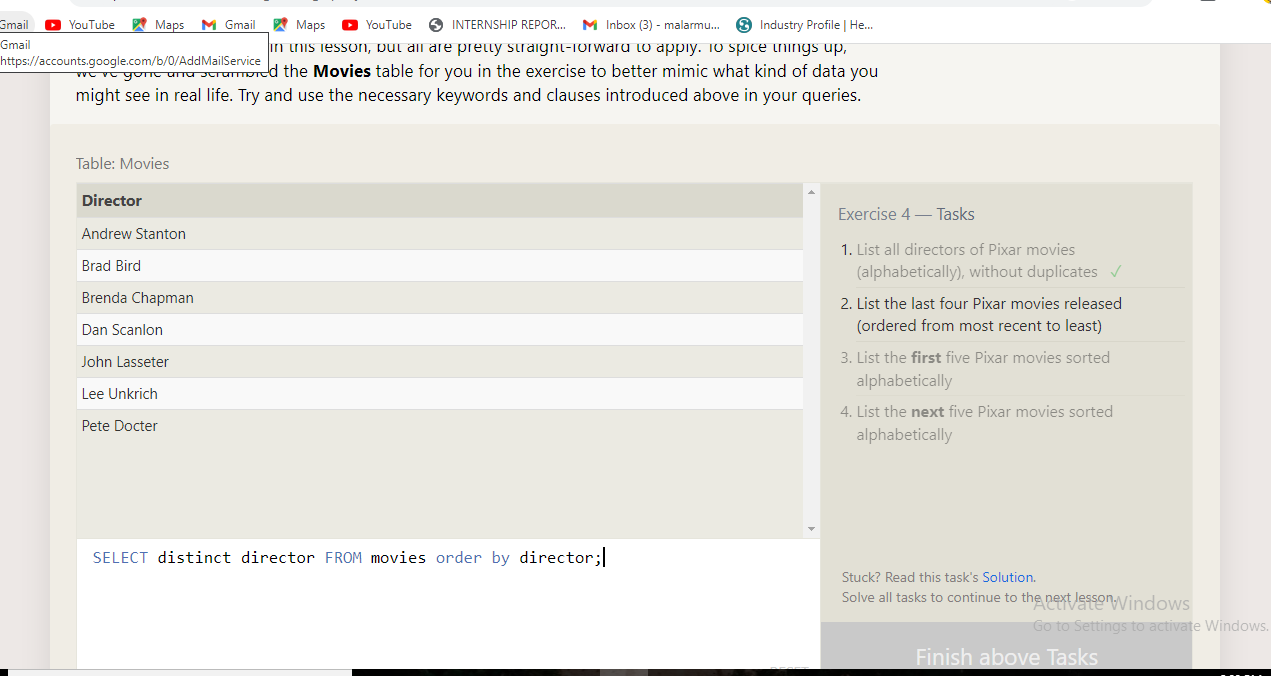 Gmail YouTube Maps Gmail Maps YouTube INTERNSHIP REPOR... Inbox (3) - malarmu... Industry Profile | He...
Gmail
https://accounts.google.com/b/0/AddMailService
in this lesson, but all are pretty straight-forward to apply. To spice things up,
we've gone and scrambled the Movies table for you in the exercise to better mimic what kind of data you
might see in real life. Try and use the necessary keywords and clauses introduced above in your queries.
Table: Movies
Director
Andrew Stanton
Brad Bird
Brenda Chapman
Dan Scanlon
John Lasseter
Lee Unkrich
Pete Docter
SELECT distinct director FROM movies order by director;
Exercise 4 — Tasks
1. List all directors of Pixar movies
(alphabetically), without duplicates ✓
2. List the last four Pixar movies released
(ordered from most recent to least)
3. List the first five Pixar movies sorted
alphabetically
4. List the next five Pixar movies sorted
alphabetically
Stuck? Read this task's Solution.
Solve all tasks to continue to the next lesson.
Activate Windows
Go to Settings to activate Windows.
Finish above Tasks
RESET